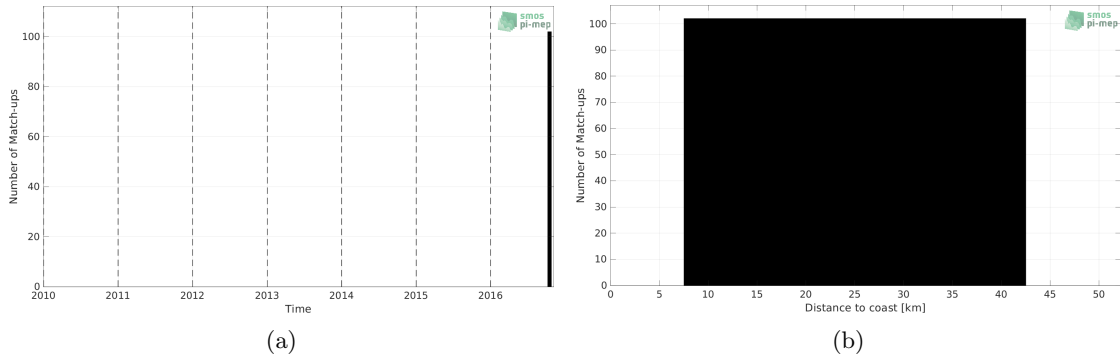 smos
pi-mep
100
80
60
40
20
0
Number of Match-ups
2010 2011 2012 2013 2014 2015 2016
Time
(a)
smos
pi-mep
100
90
80
70
60
50
40
30
20
10
0
Number of Match-ups
0 5 10 15 20 25 30 35 40 45 50
Distance to coast [km]
(b)